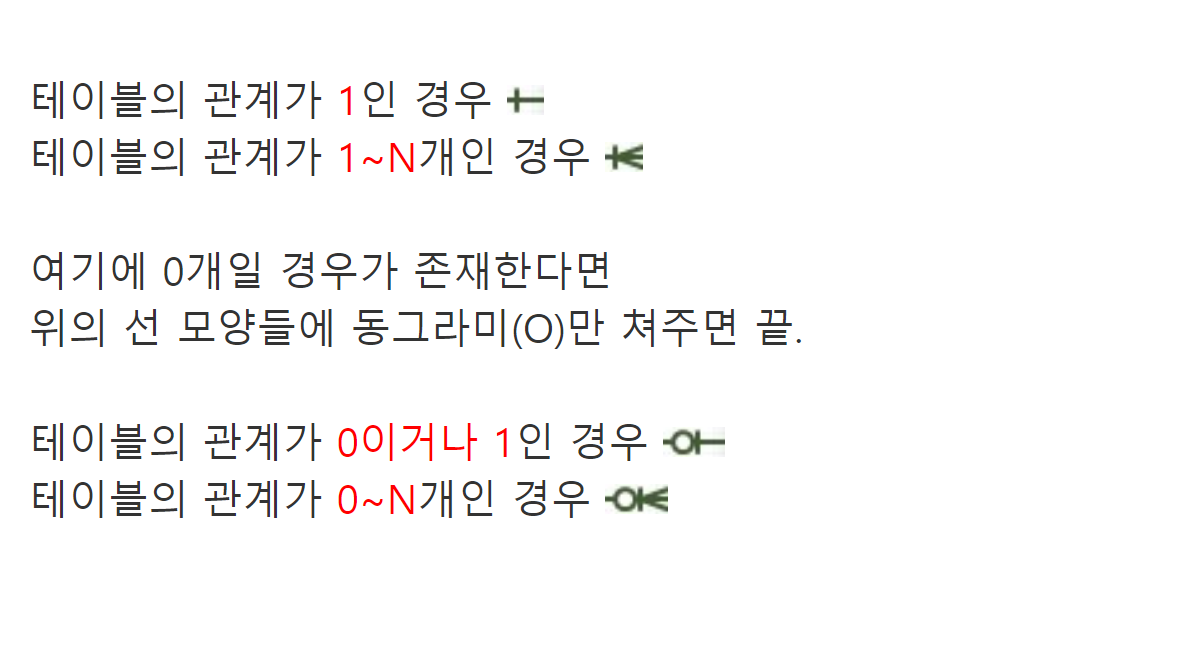 테이블의 관계가 1인 경우
테이블의 관계가 1~N개인 경우
여기에 0개일 경우가 존재한다면
위의 선 모양들에 동그라미(O)만 쳐주면 끝.
테이블의 관계가 0이거나 1인 경우
테이블의 관계가 0~N개인 경우